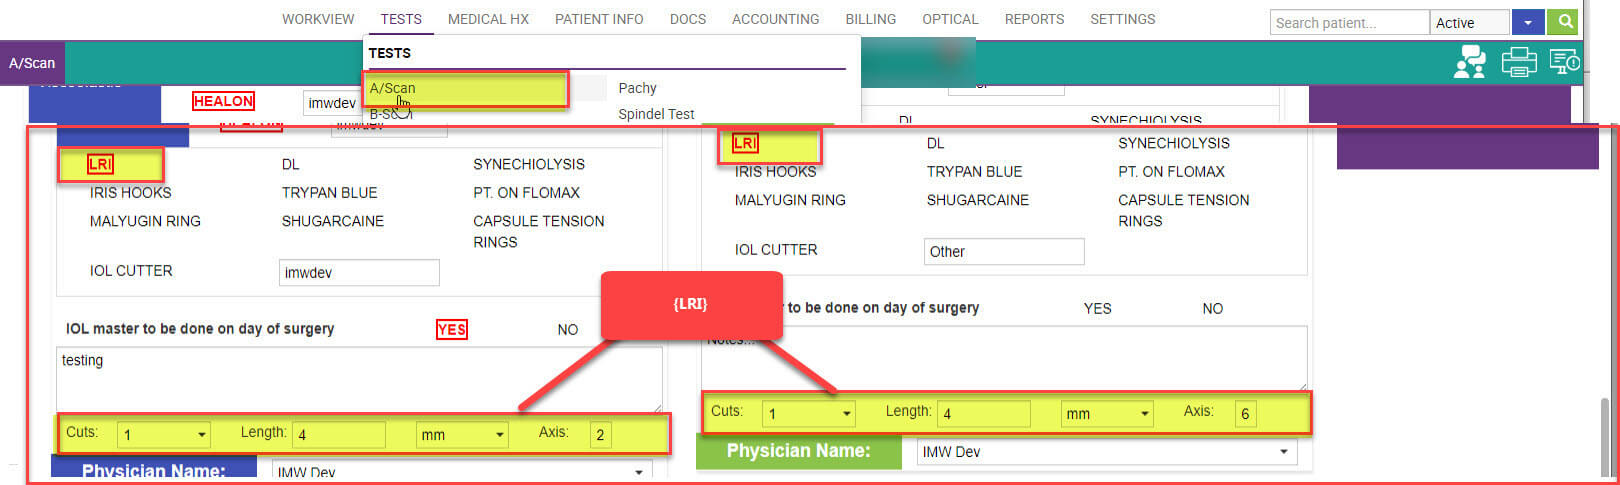 WORKVIEW TESTS MEDICAL HX PATIENT INFO DOCS ACCOUNTING BILLING OPTICAL REPORTS SETTINGS
Search patient... Active
TESTS
A/Scan
A/Scan Pachy
HEALON imwdev
Spindel Test
DL SYNECHIOLYSIS
LRI DL SYNECHIOLYSIS
IRIS HOOKS TRYPAN BLUE PT. ON FLOMAX
MALYUGIN RING SHUGARCAINE CAPSULE TENSION
RINGS
IOL CUTTER imwdev
IOL master to be done on day of surgery YES NO
testing
Cuts: 1 Length: 4 mm Axis: 2
Physician Name: IMW Dev
LRI DL SYNECHIOLYSIS
IRIS HOOKS TRYPAN BLUE PT. ON FLOMAX
MALYUGIN RING SHUGARCAINE CAPSULE TENSION
RINGS
IOL CUTTER Other
{LRI}
to be done on day of surgery YES NO
Cuts: 1 Length: 4 mm Axis: 6
Physician Name: IMW Dev